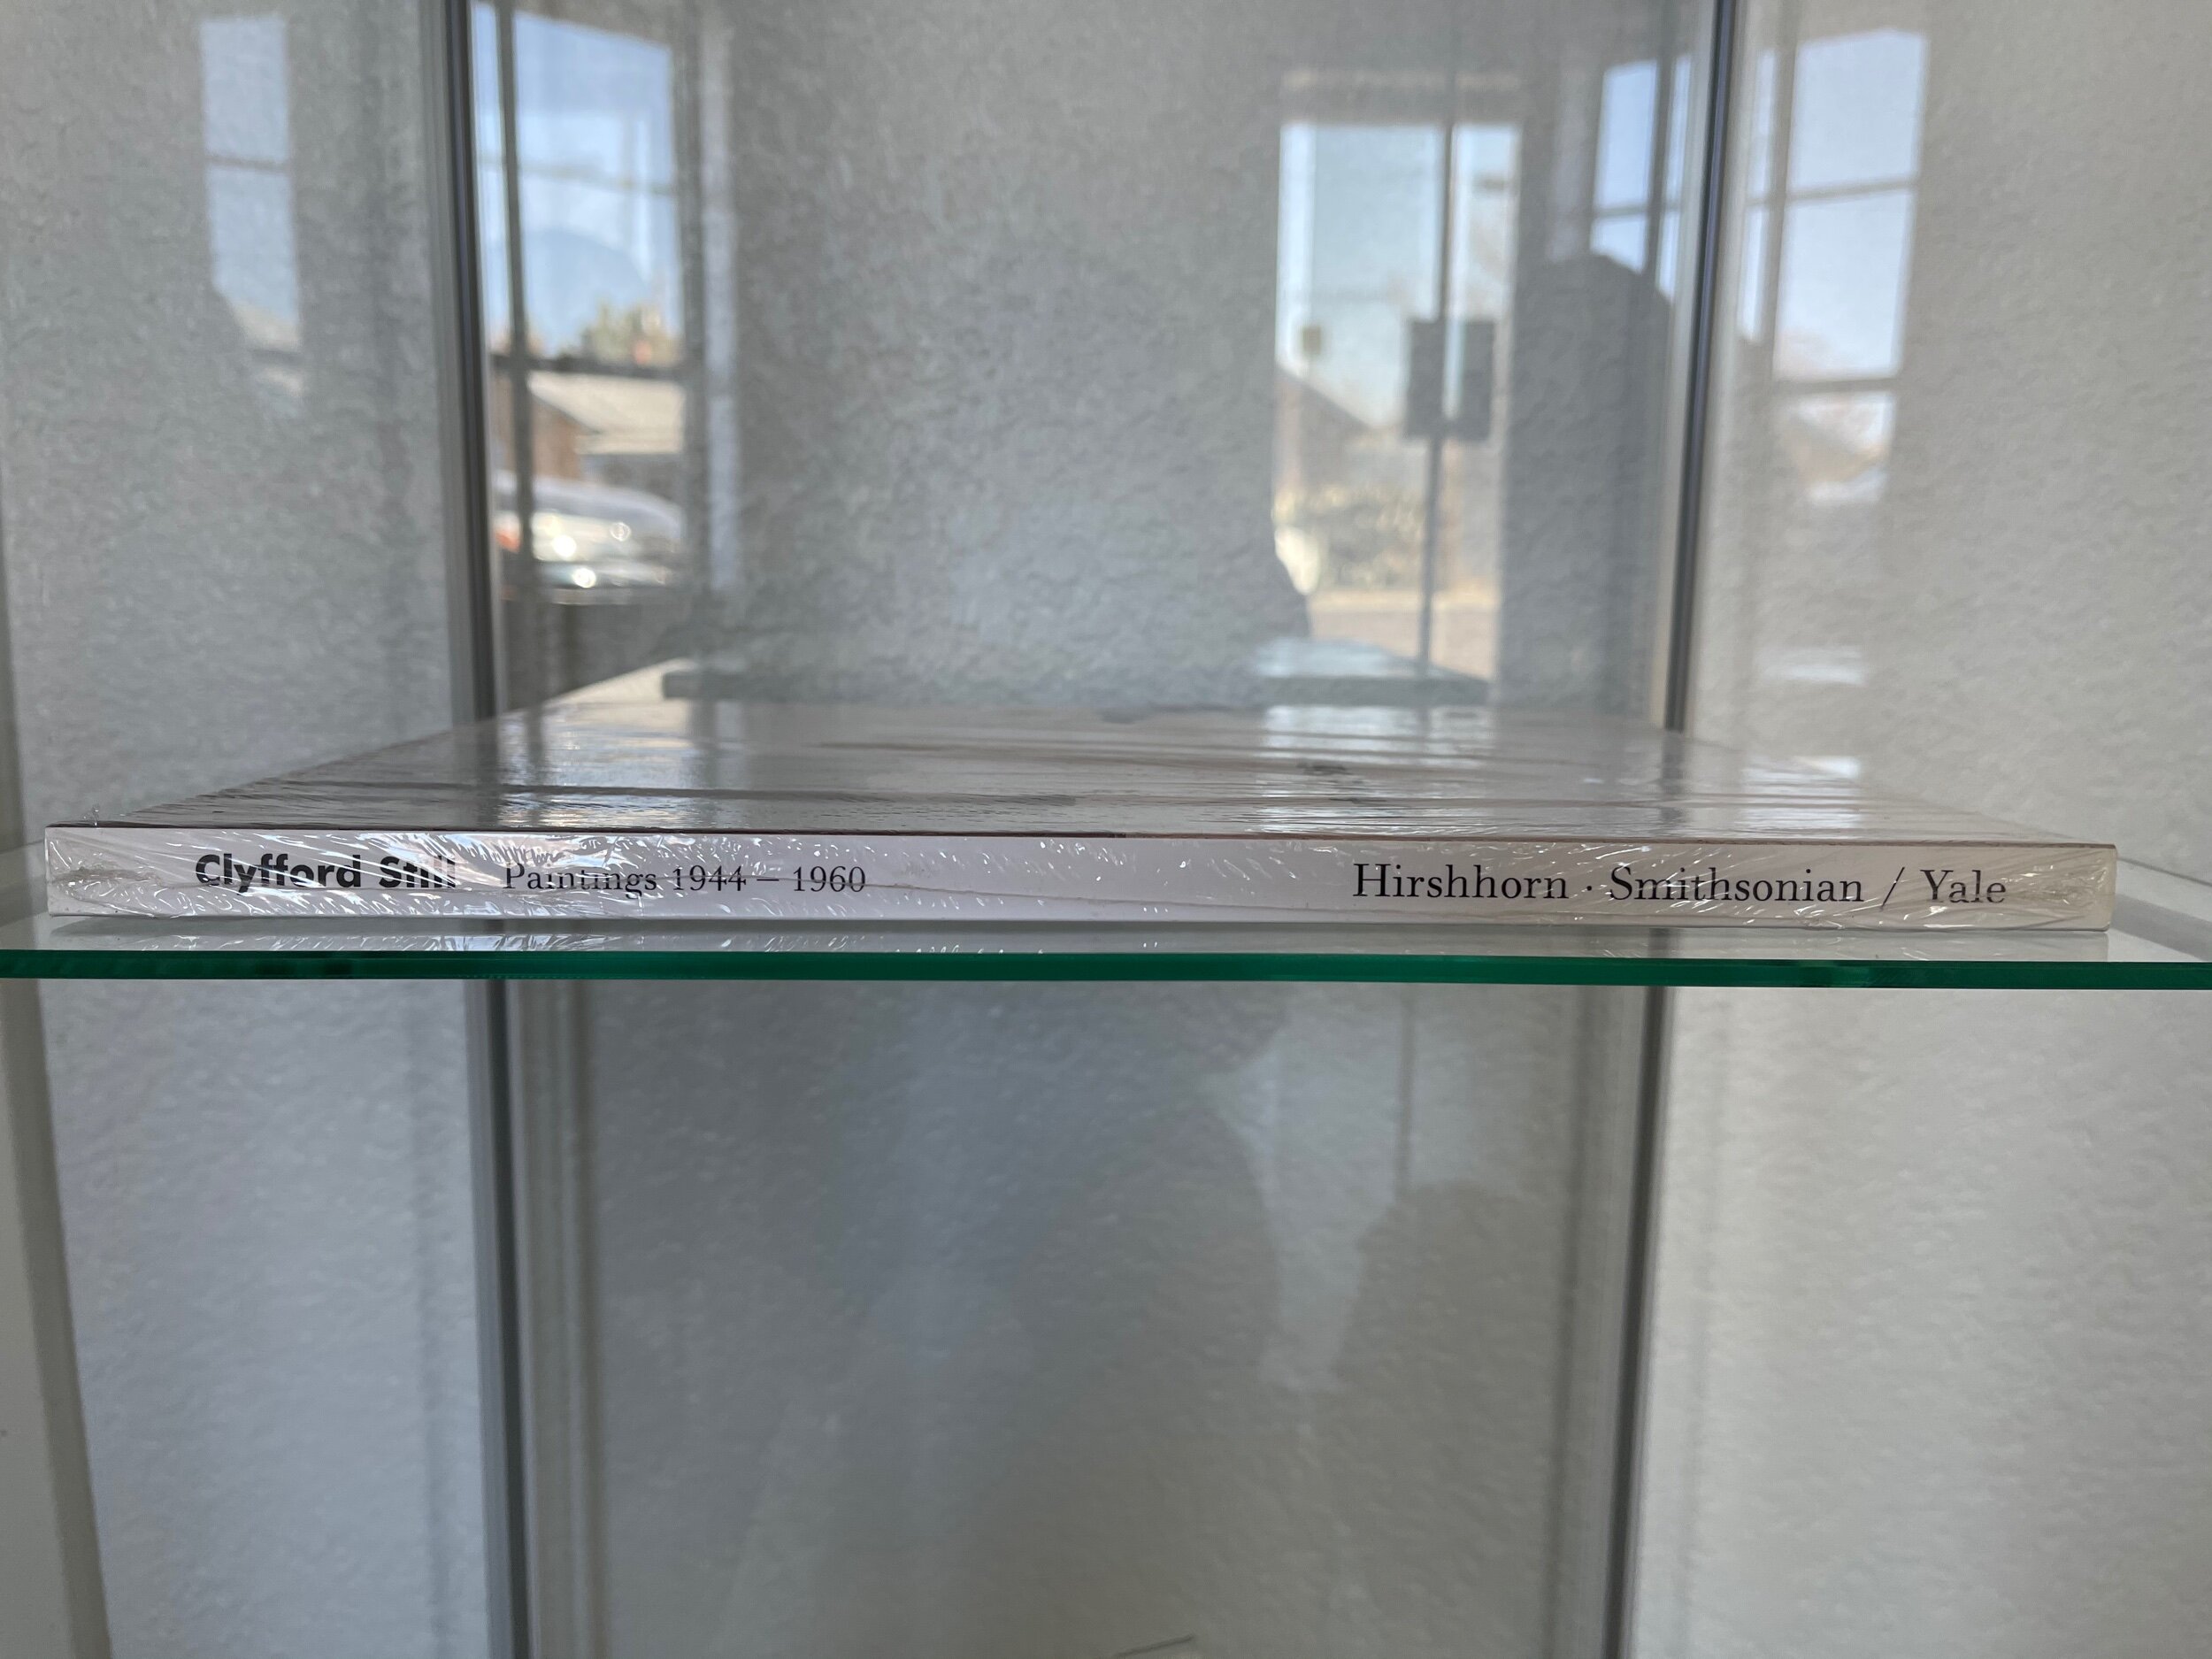 Clyfford Still Paintings 1944 – 1960 Hirshhorn · Smithsonian / Yale